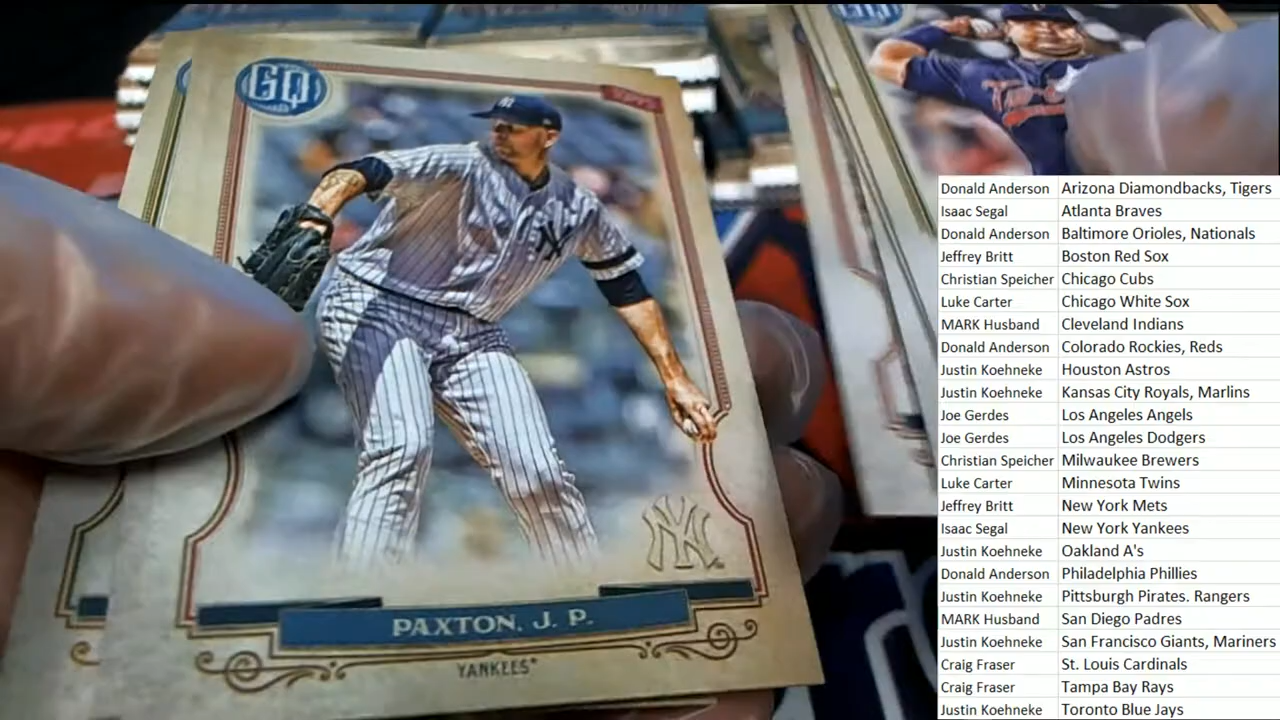 GQ
TOPPS
NY
PAXTON, J. P.
YANKEES
Donald Anderson Arizona Diamondbacks, Tigers
Isaac Segal Atlanta Braves
Donald Anderson Baltimore Orioles, Nationals
Jeffrey Britt Boston Red Sox
Christian Speicher Chicago Cubs
Luke Carter Chicago White Sox
MARK Husband Cleveland Indians
Donald Anderson Colorado Rockies, Reds
Justin Koehneke Houston Astros
Justin Koehneke Kansas City Royals, Marlins
Joe Gerdes Los Angeles Angels
Joe Gerdes Los Angeles Dodgers
Christian Speicher Milwaukee Brewers
Luke Carter Minnesota Twins
Jeffrey Britt New York Mets
Isaac Segal New York Yankees
Justin Koehneke Oakland A's
Donald Anderson Philadelphia Phillies
Justin Koehneke Pittsburgh Pirates. Rangers
MARK Husband San Diego Padres
Justin Koehneke San Francisco Giants, Mariners
Craig Fraser St. Louis Cardinals
Craig Fraser Tampa Bay Rays
Justin Koehneke Toronto Blue Jays